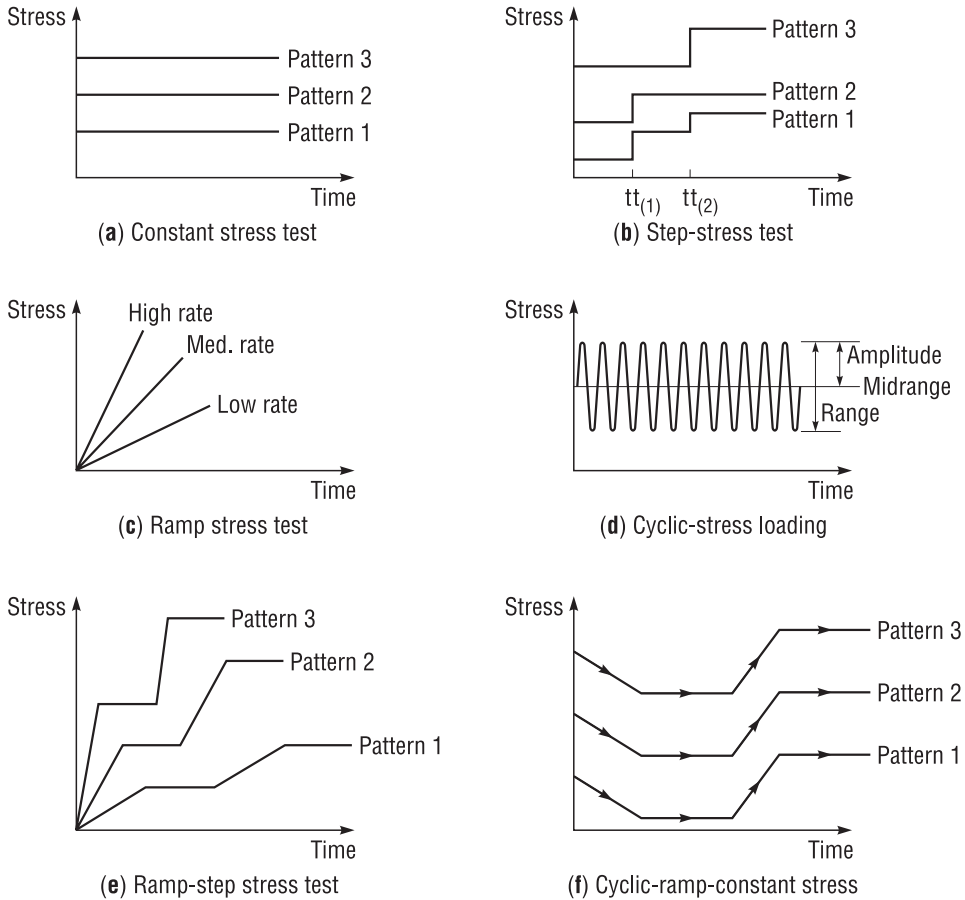 Stress
Pattern 3
Pattern 2
Pattern 1
Time
(a) Constant stress test
Stress
Pattern 3
Pattern 2
Pattern 1
Time
tt(1)
tt(2)
(b) Step-stress test
Stress
High rate
Med. rate
Low rate
Time
(c) Ramp stress test
Stress
Amplitude
Midrange
Range
Time
(d) Cyclic-stress loading
Stress
Pattern 3
Pattern 2
Pattern 1
Time
(e) Ramp-step stress test
Stress
Pattern 3
Pattern 2
Pattern 1
Time
(f) Cyclic-ramp-constant stress